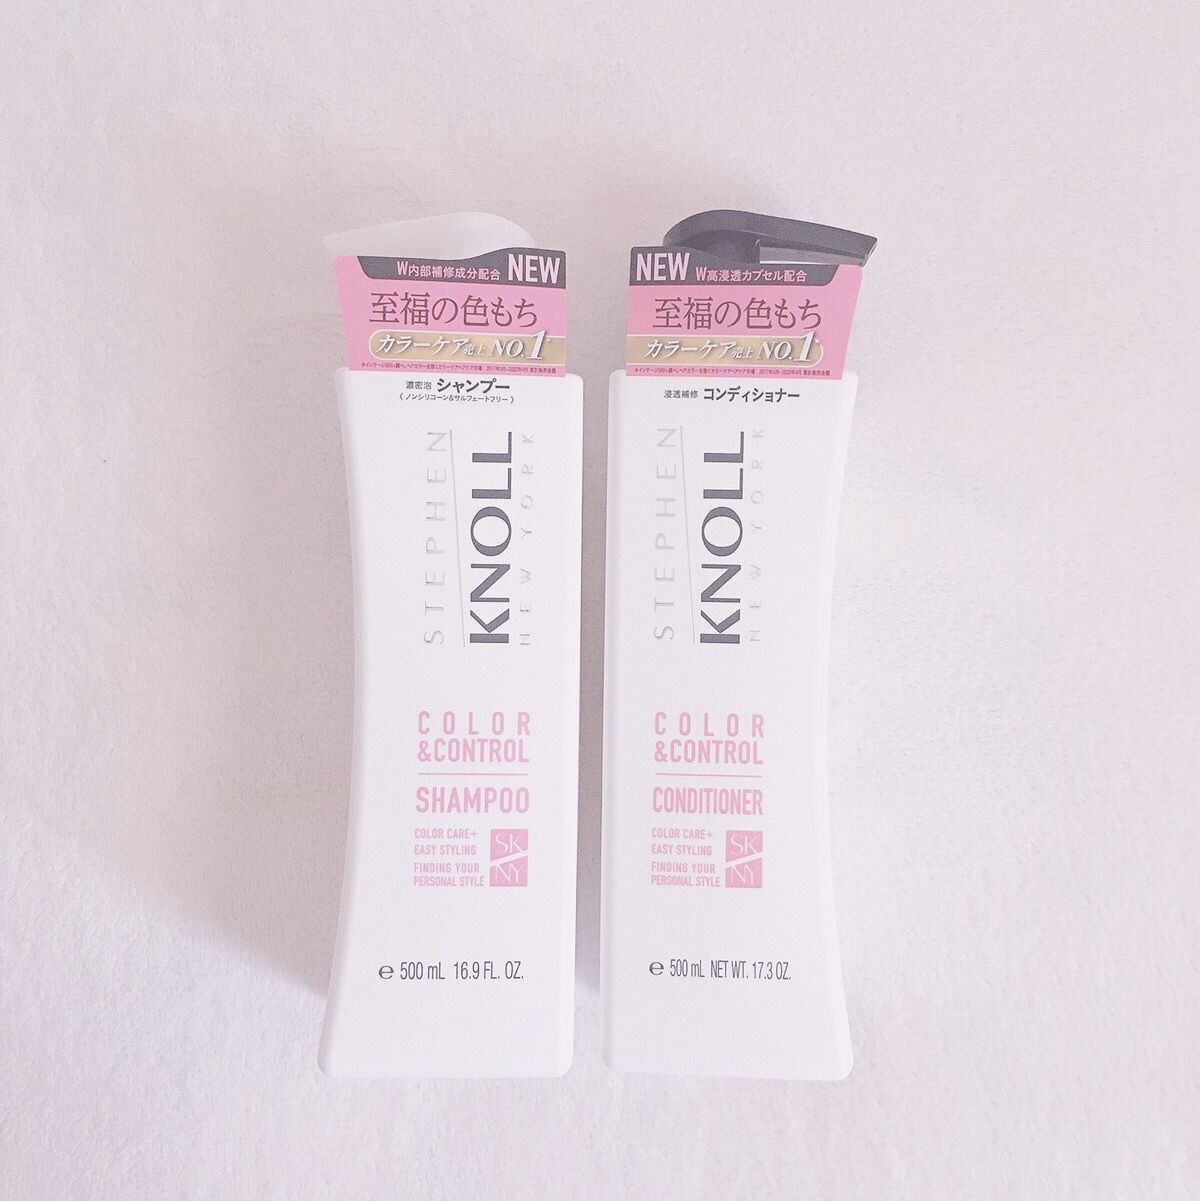 W内部補修成分配合 NEW
至福の色もち
カラーケア売上NO.1*
濃密泡 シャンプー
〈 ノンシリコーン&サルフェートフリー 〉
STEPHEN
KNOLL
NEW YORK
COLOR
&CONTROL
SHAMPOO
COLOR CARE+
EASY STYLING
FINDING YOUR
PERSONAL STYLE
SK
NY
℮ 500 mL 16.9 FL. OZ.
NEW W高浸透カプセル配合
至福の色もち
カラーケア売上NO.1*
浸透補修 コンディショナー
STEPHEN
KNOLL
NEW YORK
COLOR
&CONTROL
CONDITIONER
COLOR CARE+
EASY STYLING
FINDING YOUR
PERSONAL STYLE
SK
NY
℮ 500 mL NET WT. 17.3 OZ.